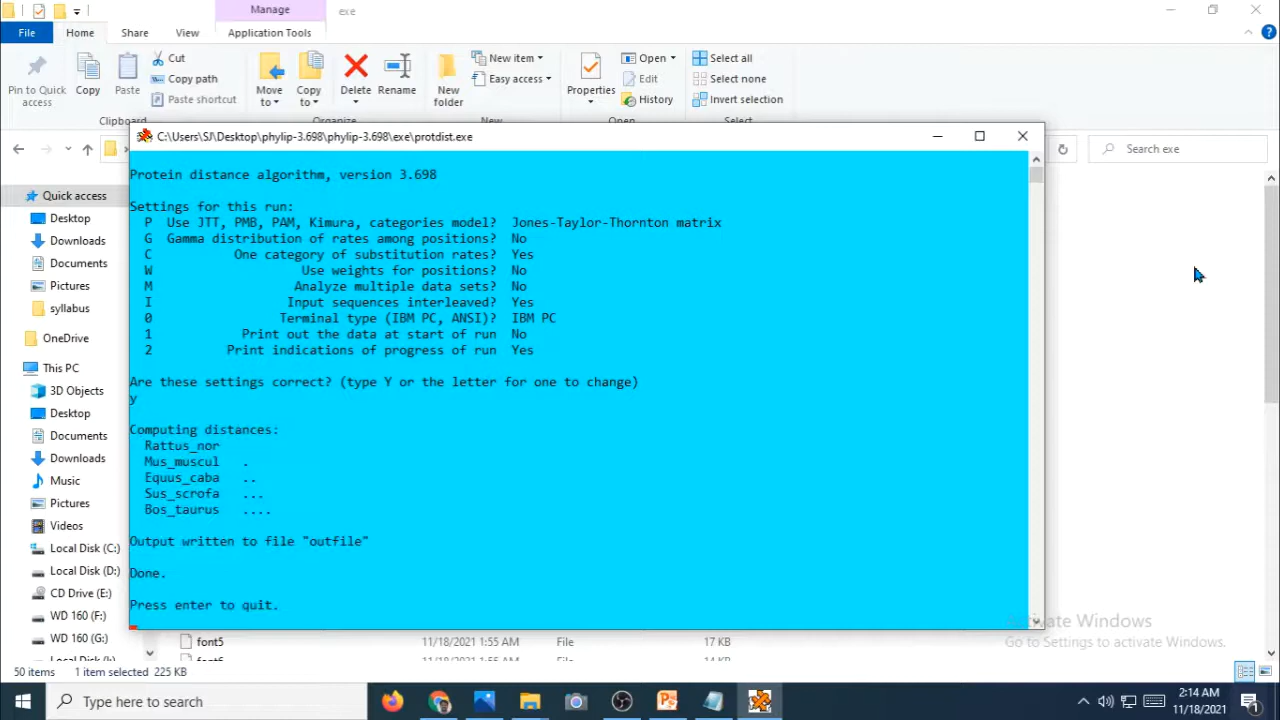 Manage
exe
File
Home
Share
View
Application Tools
Pin to Quick
access
Copy
Paste
Cut
Copy path
Paste shortcut
Move
to
Copy
to
Delete
Rename
New
folder
New item
Easy access
Properties
Open
Edit
History
Select all
Select none
Invert selection
Clipboard
New
Open
Select
Search exe
C:\Users\SJ\Desktop\phylip-3.698\phylip-3.698\exe\protdist.exe
Protein distance algorithm, version 3.698
Settings for this run:
P Use JTT, PMB, PAM, Kimura, categories model? Jones-Taylor-Thornton matrix
G Gamma distribution of rates among positions? No
C One category of substitution rates? Yes
W Use weights for positions? No
M Analyze multiple data sets? No
I Input sequences interleaved? Yes
0 Terminal type (IBM PC, ANSI)? IBM PC
1 Print out the data at start of run No
2 Print indications of progress of run Yes
Are these settings correct? (type Y or the letter for one to change)
y
Computing distances:
Rattus_nor
Mus_muscul .
Equus_caba ..
Sus_scrofa ...
Bos_taurus ....
Output written to file "outfile"
Done.
Press enter to quit.
Quick access
Desktop
Downloads
Documents
Pictures
syllabus
OneDrive
This PC
3D Objects
Desktop
Documents
Downloads
Music
Pictures
Videos
Local Disk (C:)
Local Disk (D:)
CD Drive (E:)
WD 160 (F:)
WD 160 (G:)
font5 11/18/2021 1:55 AM File 17 KB
Activate Windows
Go to Settings to activate Windows.
50 items 1 item selected 225 KB
Type here to search
2:14 AM
11/18/2021
1